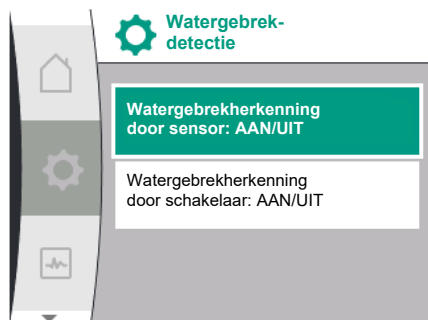 Watergebrek-
detectie
Watergebrekherkenning
door sensor: AAN/UIT
Watergebrekherkenning
door schakelaar: AAN/UIT